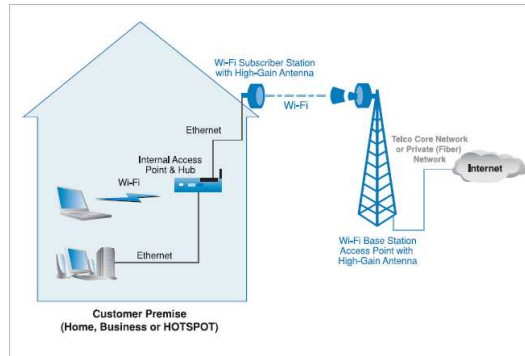 Wi-Fi Subscriber Station
with High-Gain Antenna
Wi-Fi
Ethernet
Telco Core Network
or Private (Fiber)
Network
Internet
Internal Access
Point & Hub
Wi-Fi
Ethernet
Wi-Fi Base Station
Access Point with
High-Gain Antenna
Customer Premise
(Home, Business or HOTSPOT)